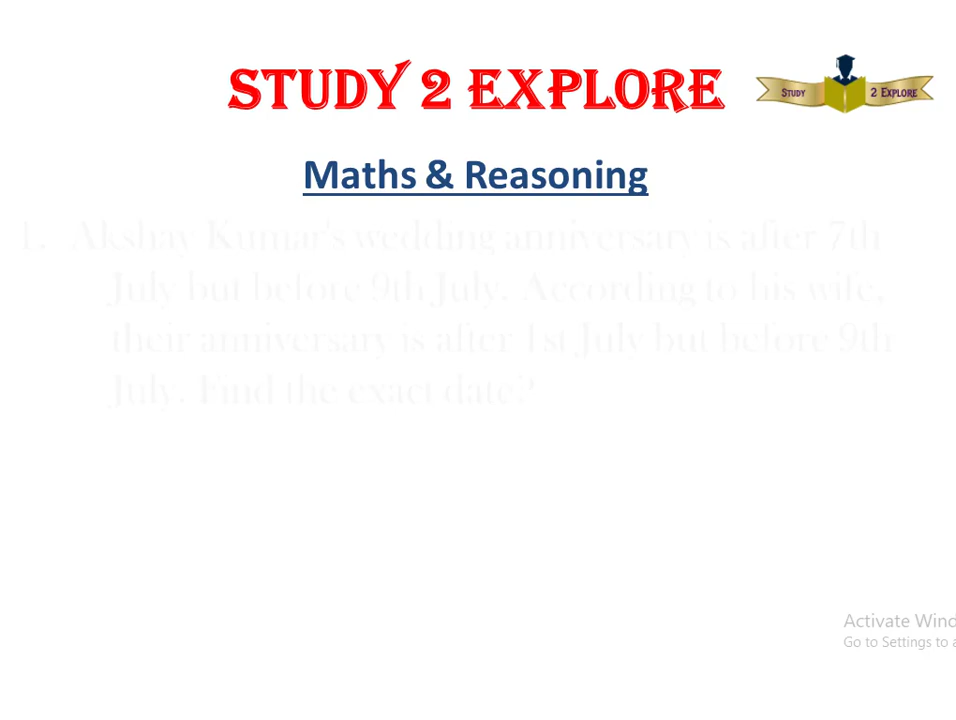 STUDY 2 EXPLORE
STUDY 2 EXPLORE
Maths & Reasoning
1. Akshay Kumar's wedding anniversary is after 7th
July but before 9th July. According to his wife,
their anniversary is after 1st July but before 9th
July. Find the exact date?
Activate Wind
Go to Settings to a